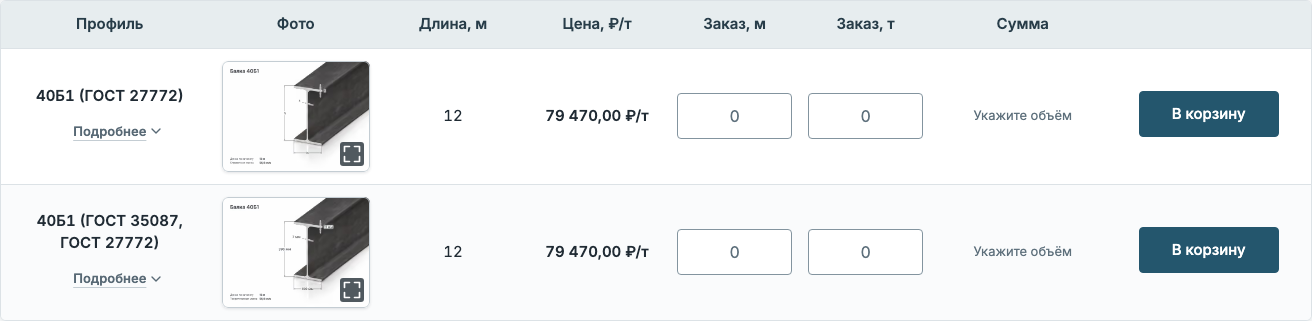 Профиль Фото Длина, м Цена, ₽/т Заказ, м Заказ, т Сумма
40Б1 (ГОСТ 27772)
Подробнее
Балка 40Б1
12
79 470,00 ₽/т
0
0
Укажите объём
В корзину
40Б1 (ГОСТ 35087,
ГОСТ 27772)
Подробнее
Балка 40Б1
12
79 470,00 ₽/т
0
0
Укажите объём
В корзину